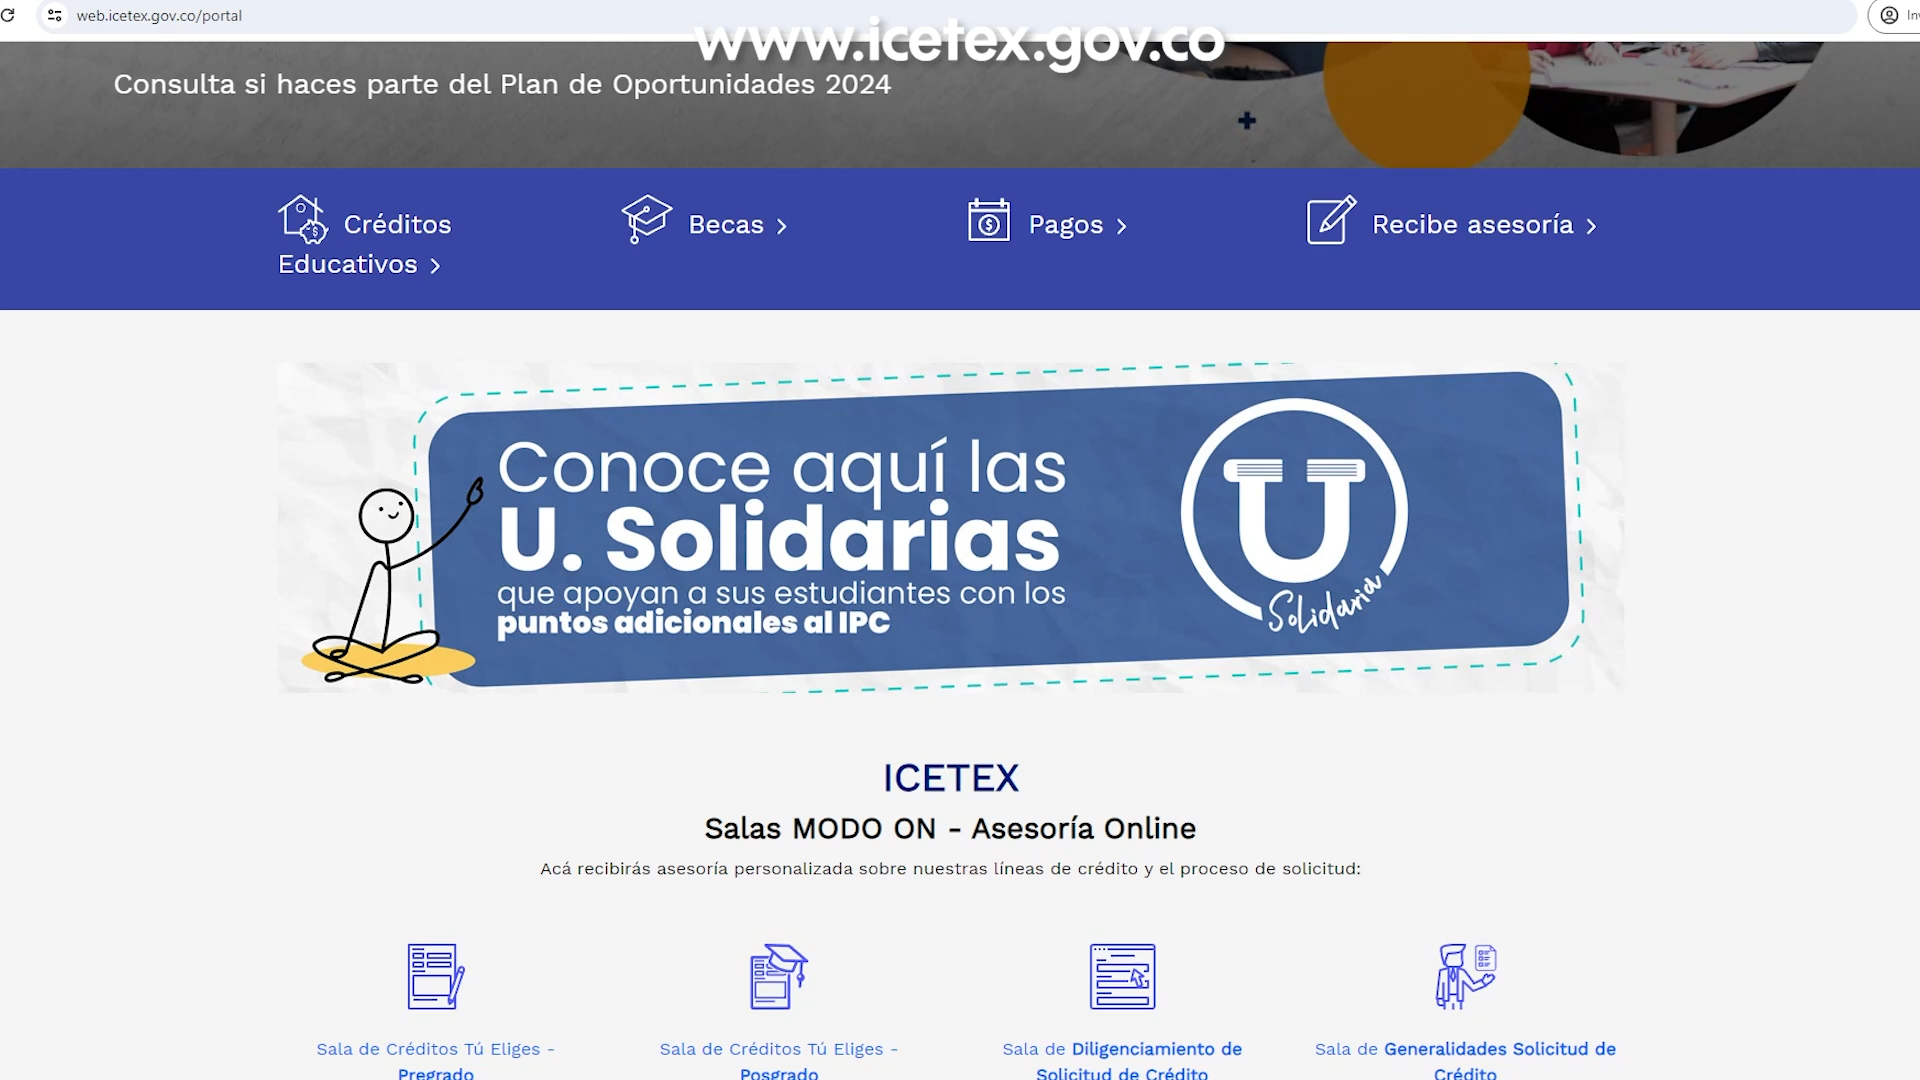 web.icetex.gov.co/portal
www.icetex.gov.co
Consulta si haces parte del Plan de Oportunidades 2024
Créditos
Educativos >
Becas >
Pagos >
Recibe asesoría >
Conoce aquí las
U. Solidarias
que apoyan a sus estudiantes con los
puntos adicionales al IPC
U
Solidaria
ICETEX
Salas MODO ON - Asesoría Online
Acá recibirás asesoría personalizada sobre nuestras líneas de crédito y el proceso de solicitud:
Sala de Créditos Tú Eliges -
Pregrado
Sala de Créditos Tú Eliges -
Posgrado
Sala de Diligenciamiento de
Solicitud de Crédito
Sala de Generalidades Solicitud de
Crédito